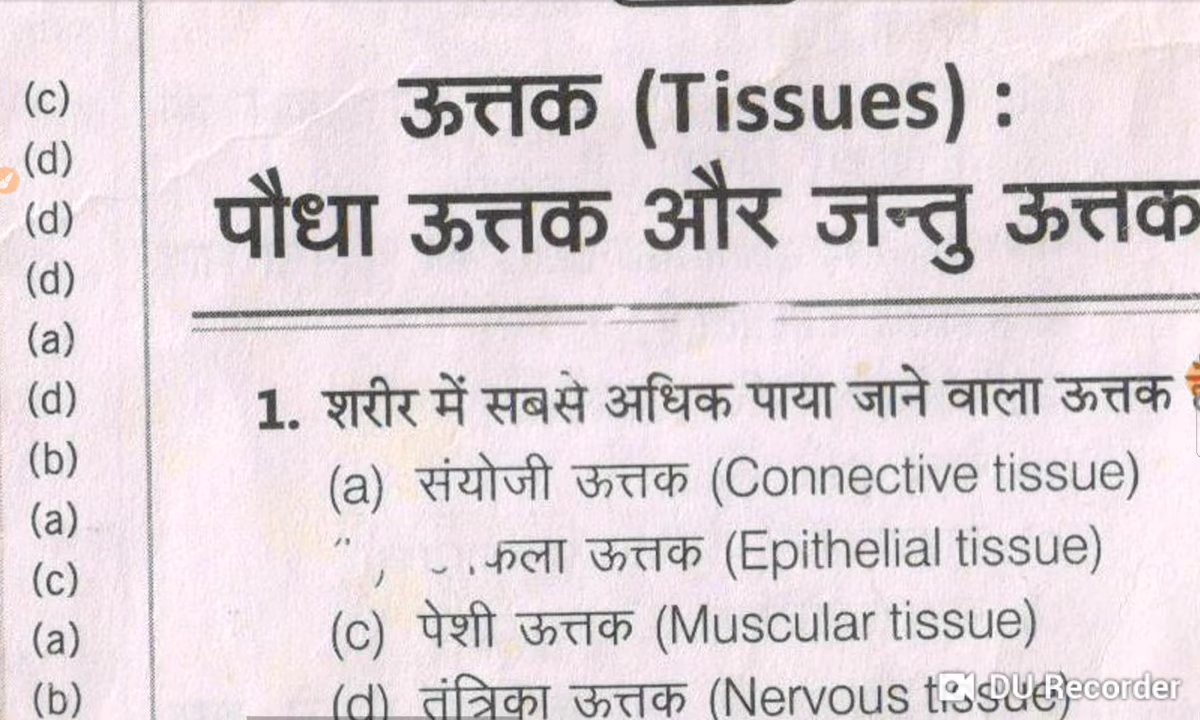 (c)
(d)
(d)
(d)
(a)
(d)
(b)
(a)
(c)
(a)
(b)
ऊत्तक (Tissues) :
पौधा ऊत्तक और जन्तु ऊत्तक
1. शरीर में सबसे अधिक पाया जाने वाला ऊत्तक
(a) संयोजी ऊत्तक (Connective tissue)
कला ऊत्तक (Epithelial tissue)
(c) पेशी ऊत्तक (Muscular tissue)
(d) तंत्रिका ऊत्तक (Nervous tissue)
DU Recorder